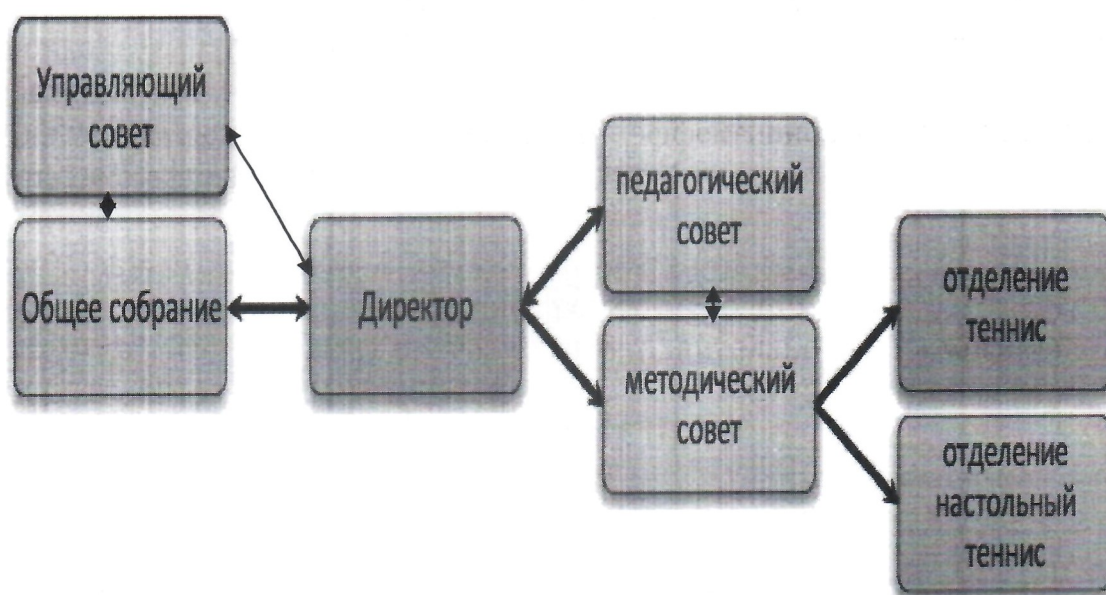 Управляющий
совет
Общее собрание
Директор
педагогический
совет
методический
совет
отделение
теннис
отделение
настольный
теннис